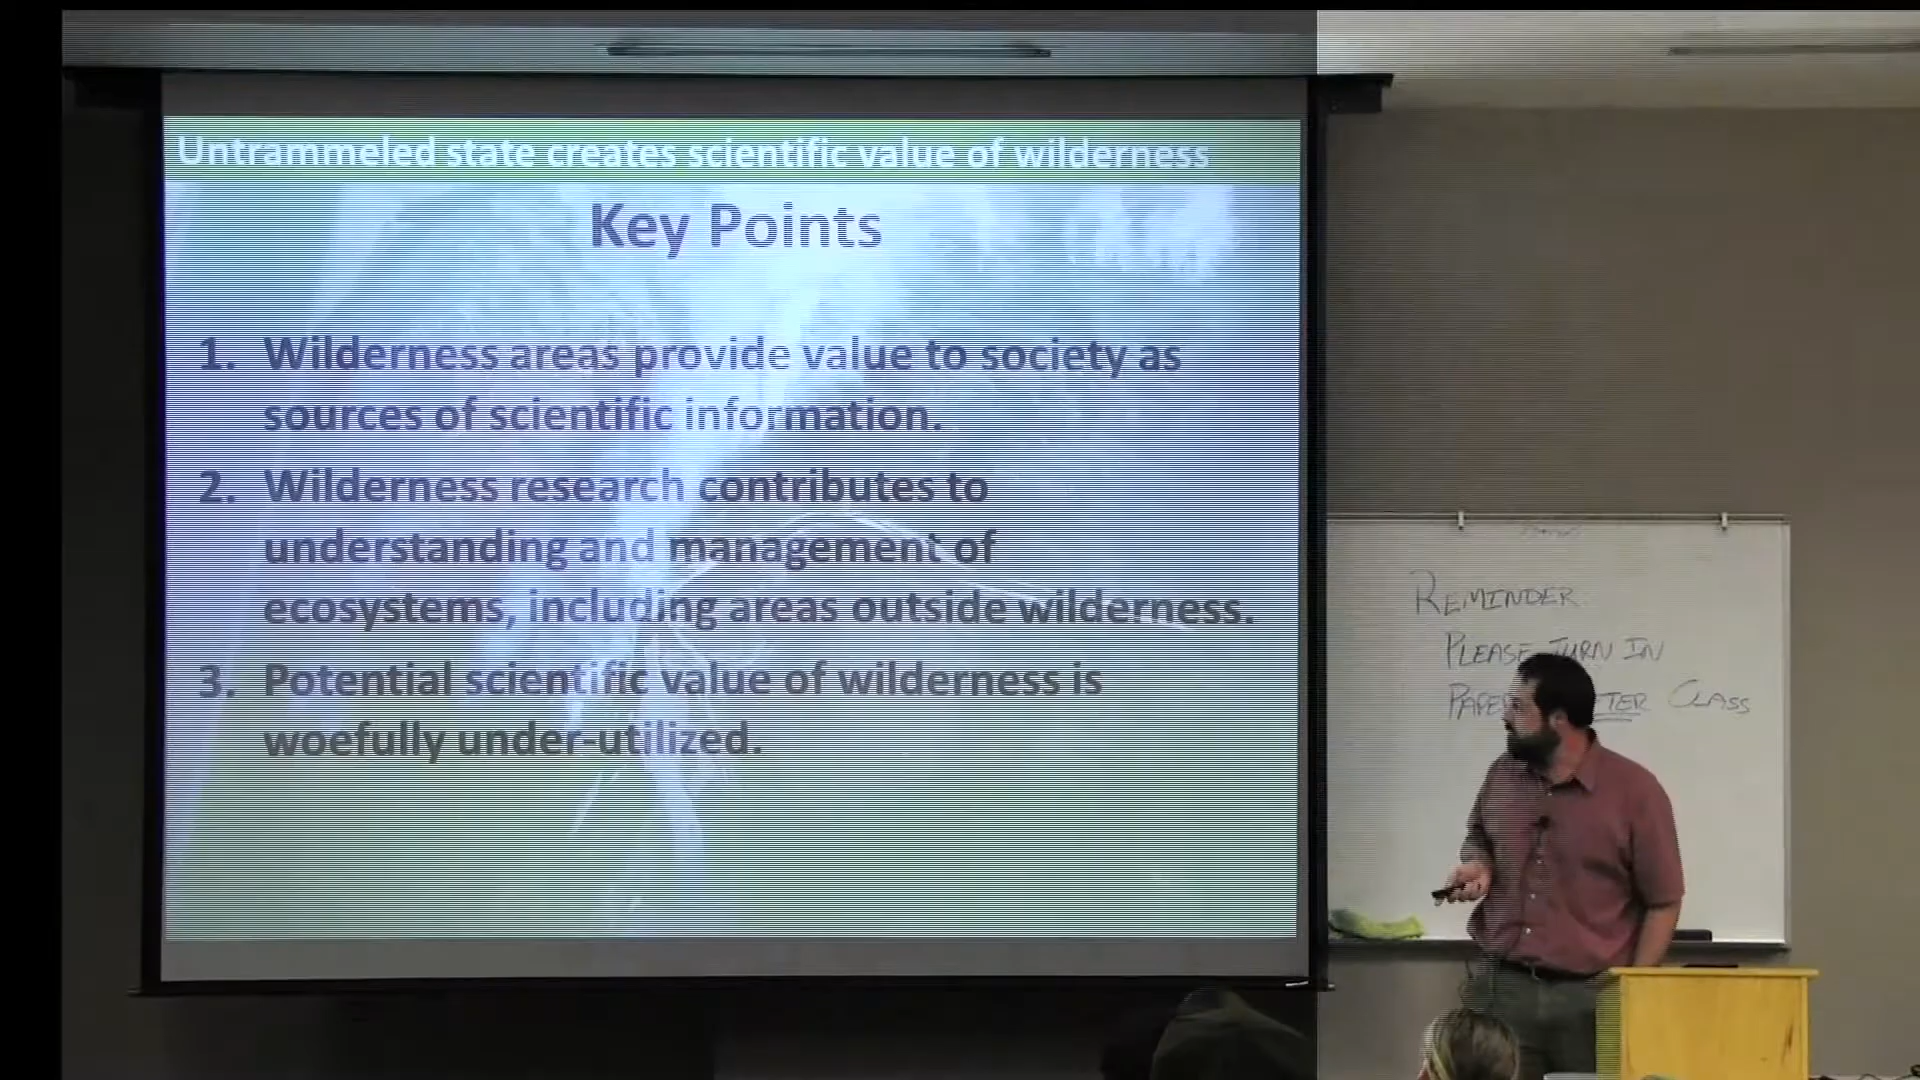 Untrammeled state creates scientific value of wilderness
Key Points
1. Wilderness areas provide value to society as
sources of scientific information.
2. Wilderness research contributes to
understanding and management of
ecosystems, including areas outside wilderness.
3. Potential scientific value of wilderness is
woefully under-utilized.
REMINDER:
PLEASE TURN IN
CLASS